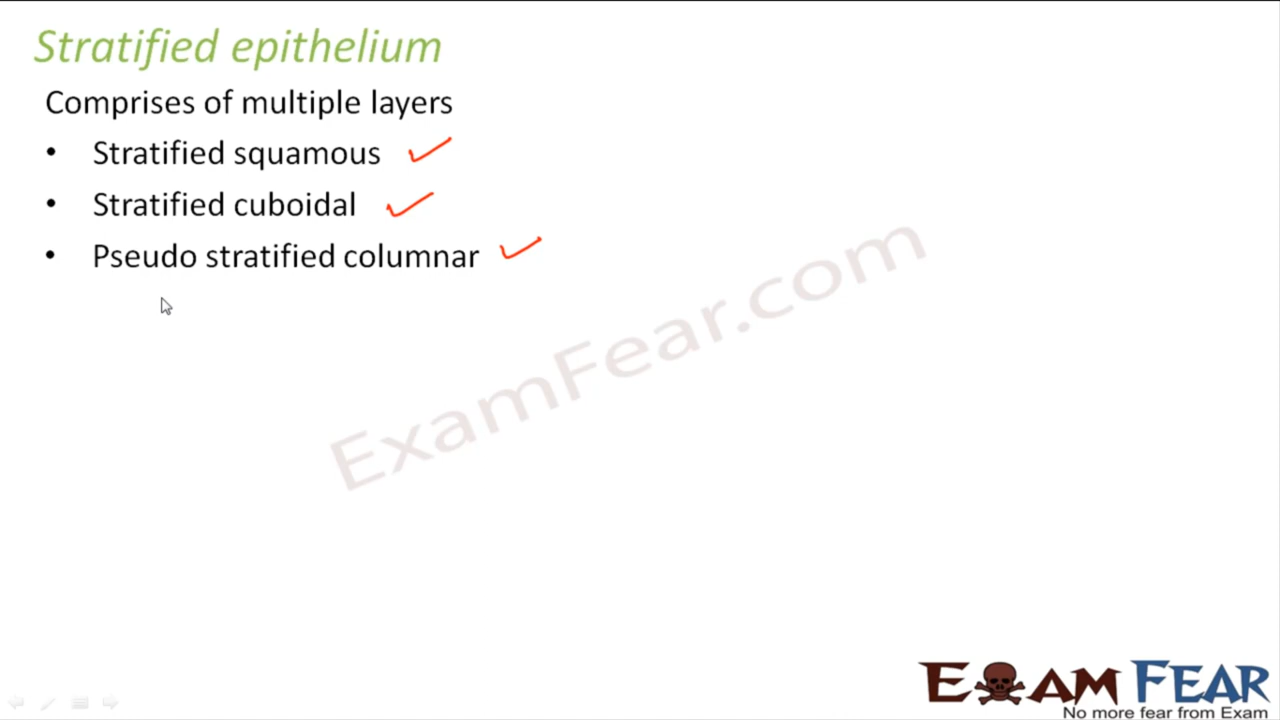 Stratified epithelium
Comprises of multiple layers
• Stratified squamous
• Stratified cuboidal
• Pseudo stratified columnar
ExamFear.com
EXAM FEAR
No more fear from Exam